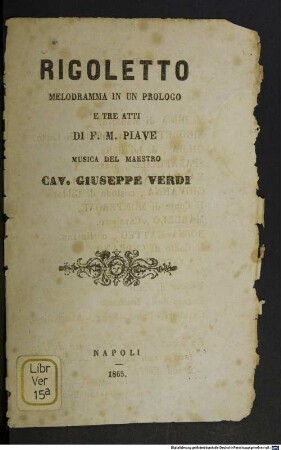 RIGOLETTO
MELODRAMMA IN UN PROLOGO
E TRE ATTI
DI F. M. PIAVE
MUSICA DEL MAESTRO
CAV. GIUSEPPE VERDI
NAPOLI
1865.
Libr
Ver
15a